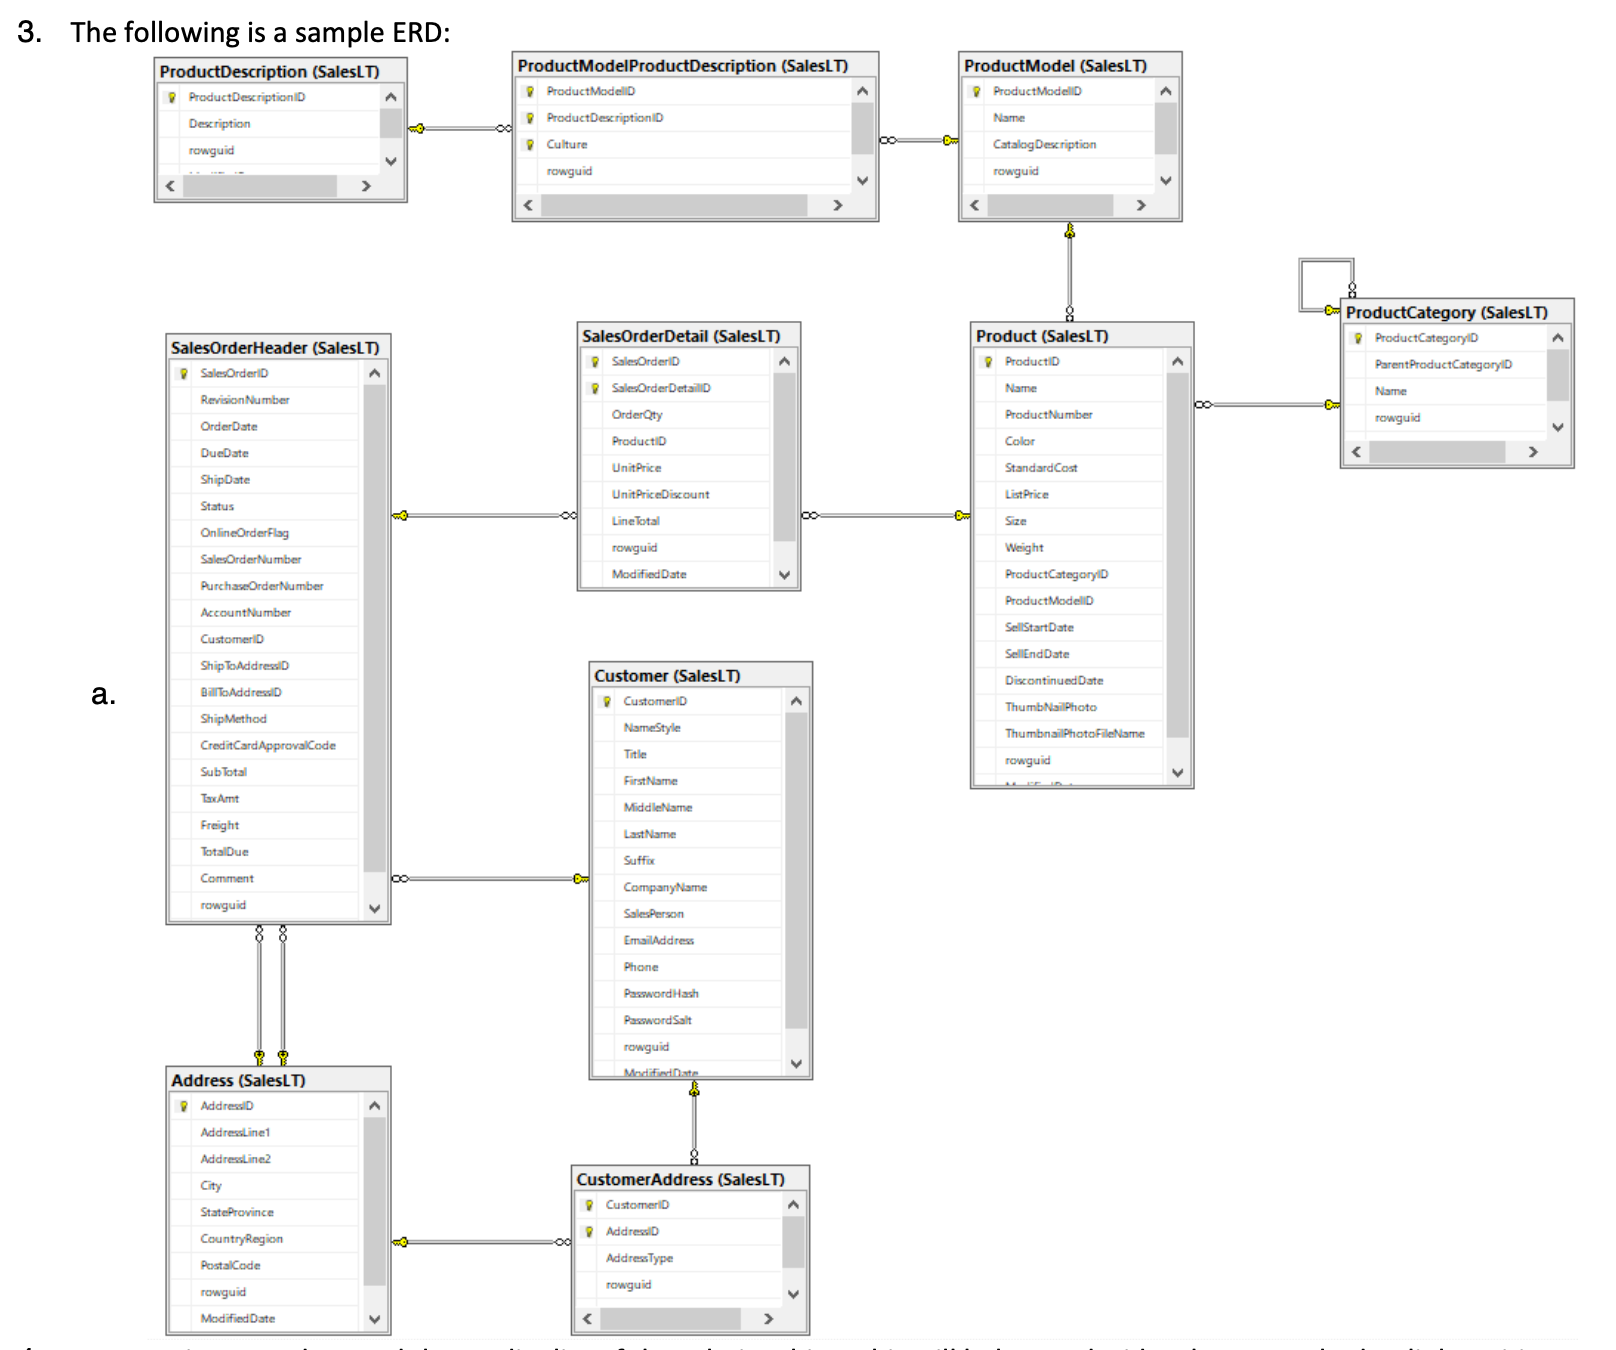 3. The following is a sample ERD:
ProductDescription (SalesLT)
ProductDescriptionID
Description
rowguid
ProductModelProductDescription (SalesLT)
ProductModelID
ProductDescriptionID
Culture
rowguid
ProductModel (SalesLT)
ProductModelID
Name
CatalogDescription
rowguid
ProductCategory (SalesLT)
ProductCategoryID
ParentProductCategoryID
Name
rowguid
SalesOrderHeader (SalesLT)
SalesOrderID
RevisionNumber
OrderDate
DueDate
ShipDate
Status
OnlineOrderFlag
SalesOrderNumber
PurchaseOrderNumber
AccountNumber
CustomerID
ShipToAddressID
BillToAddressID
ShipMethod
CreditCardApprovalCode
SubTotal
TaxAmt
Freight
TotalDue
Comment
rowguid
SalesOrderDetail (SalesLT)
SalesOrderID
SalesOrderDetailID
OrderQty
ProductID
UnitPrice
UnitPriceDiscount
LineTotal
rowguid
ModifiedDate
Product (SalesLT)
ProductID
Name
ProductNumber
Color
StandardCost
ListPrice
Size
Weight
ProductCategoryID
ProductModelID
SellStartDate
SellEndDate
DiscontinuedDate
ThumbNailPhoto
ThumbnailPhotoFileName
rowguid
a.
Customer (SalesLT)
CustomerID
NameStyle
Title
FirstName
MiddleName
LastName
Suffix
CompanyName
SalesPerson
EmailAddress
Phone
PasswordHash
PasswordSalt
rowguid
ModifiedDate
Address (SalesLT)
AddressID
AddressLine1
AddressLine2
City
StateProvince
CountryRegion
PostalCode
rowguid
ModifiedDate
CustomerAddress (SalesLT)
CustomerID
AddressID
AddressType
rowguid